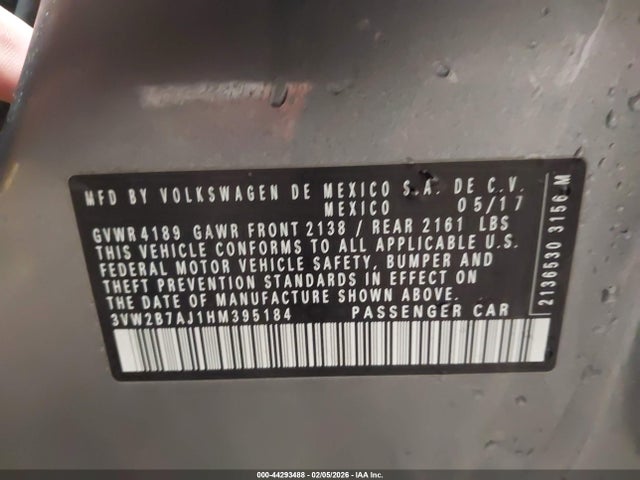 MFD BY VOLKSWAGEN DE MEXICO S.A. DE C.V.
MEXICO 05/17
GVWR 4189 GAWR FRONT 2138 / REAR 2161 LBS
THIS VEHICLE CONFORMS TO ALL APPLICABLE U.S.
FEDERAL MOTOR VEHICLE SAFETY, BUMPER AND
THEFT PREVENTION STANDARDS IN EFFECT ON
THE DATE OF MANUFACTURE SHOWN ABOVE.
3VW2B7AJ1HM395184 PASSENGER CAR
2136630 3156 M
000-44293488 - 02/05/2026 - IAA Inc.